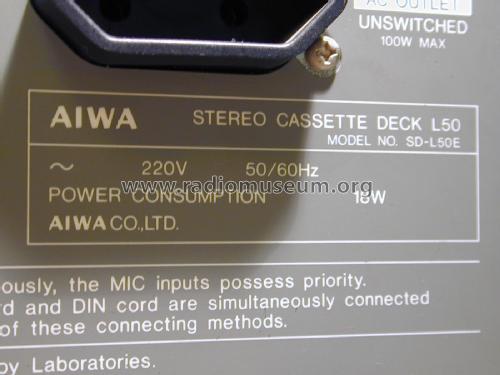 AC OUTLET
UNSWITCHED
100W MAX
AIWA STEREO CASSETTE DECK L50
MODEL NO. SD-L50E
~ 220V 50/60Hz
www.radiomuseum.org
POWER CONSUMPTION 18W
AIWA CO.,LTD.
ously, the MIC inputs possess priority.
rd and DIN cord are simultaneously connected
of these connecting methods.
by Laboratories.